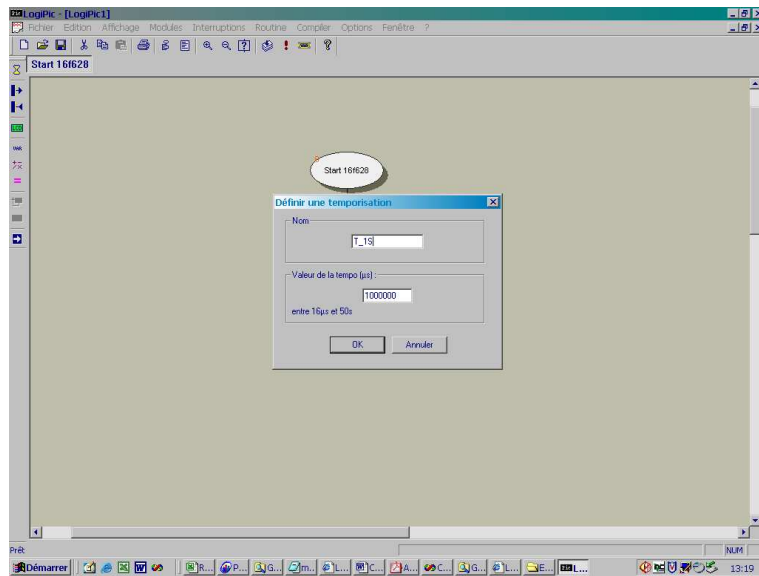 LogiPic - [LogiPic1]
Fichier Edition Affichage Modules Interruptions Routine Compiler Options Fenêtre ?
Start 16f628
Start 16f628
Définir une temporisation
Nom
T_1S
Valeur de la tempo (µs) :
1000000
entre 16µs et 50s
OK Annuler
Prêt NUM
Démarrer R... P... G... m... L... C... A... C... G... L... E... L... 13:19